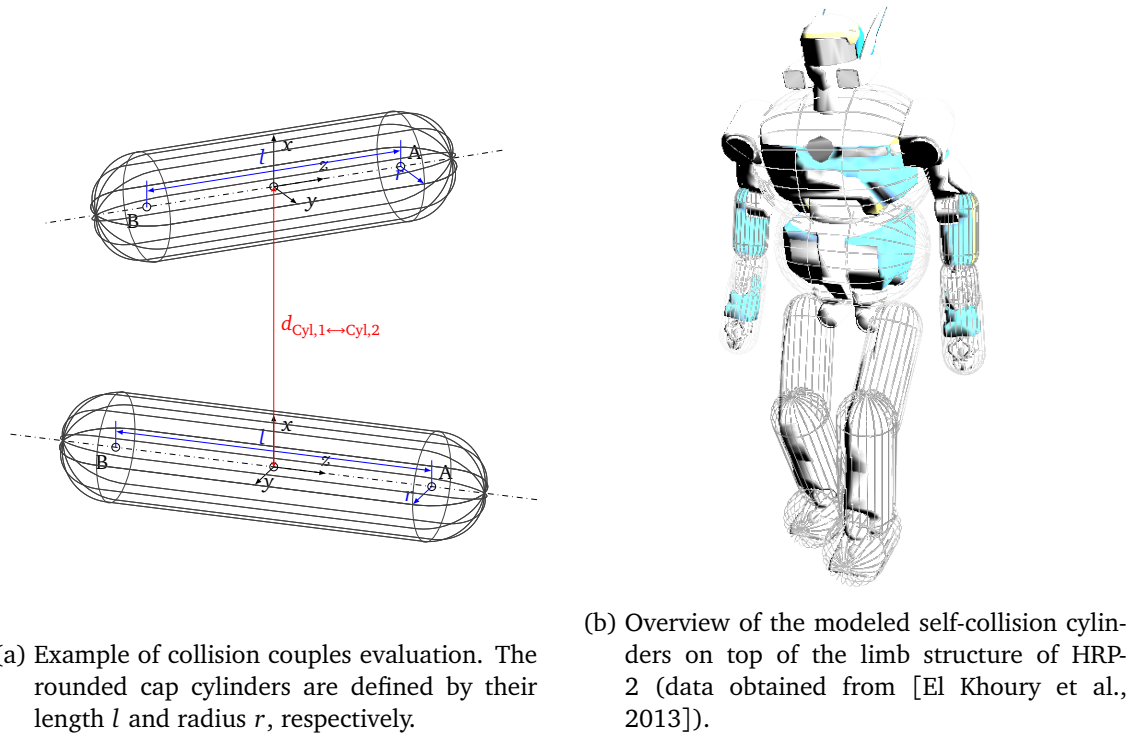 x
A
l
z
r
y
B
d_Cyl,1⟷Cyl,2
x
l
z
B
A
y
r
a) Example of collision couples evaluation. The
rounded cap cylinders are defined by their
length l and radius r, respectively.
(b) Overview of the modeled self-collision cylin-
ders on top of the limb structure of HRP-
2 (data obtained from [El Khoury et al.,
2013]).